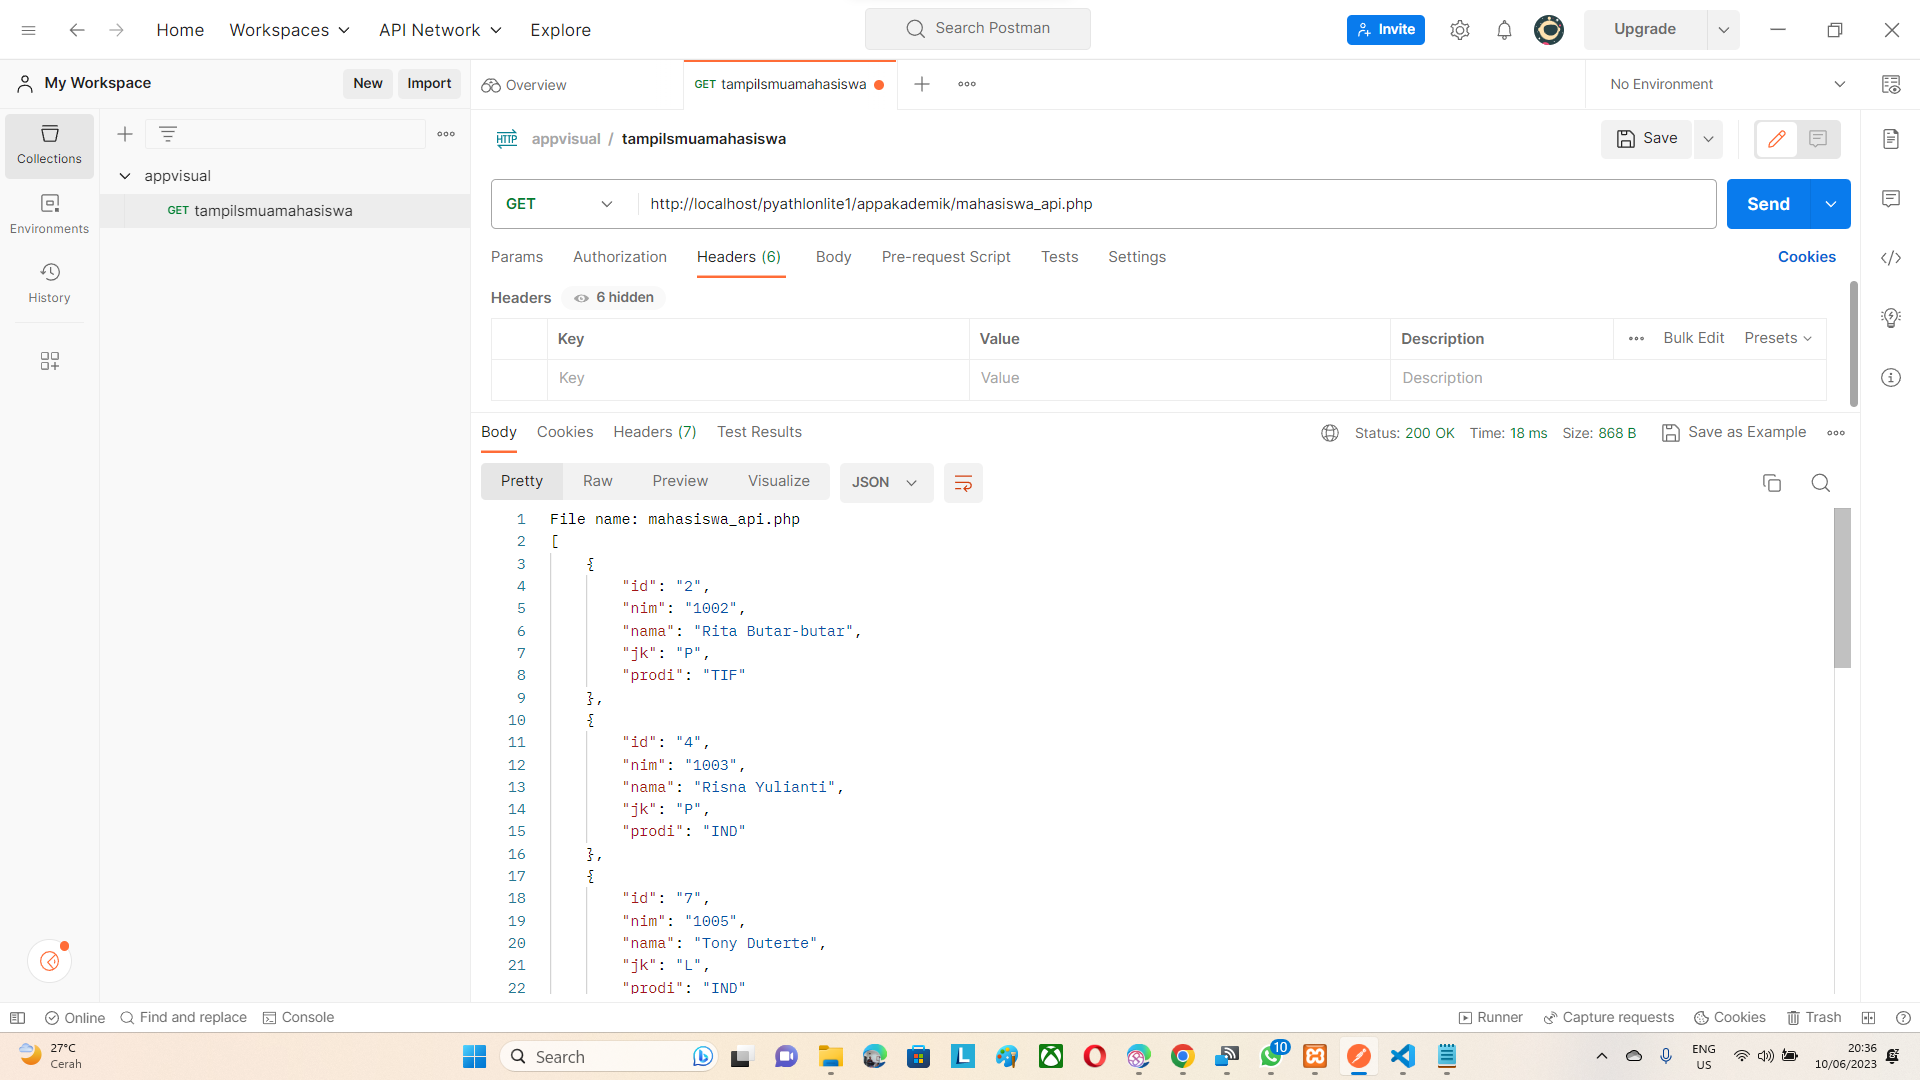 Home
Workspaces
API Network
Explore
Search Postman
Invite
Upgrade
My Workspace
New
Import
Overview
GET tampilsmuamahasiswa
No Environment
Collections
Environments
History
appvisual
GET tampilsmuamahasiswa
HTTP appvisual / tampilsmuamahasiswa
Save
GET
http://localhost/pyathlonlite1/appakademik/mahasiswa_api.php
Send
Params
Authorization
Headers (6)
Body
Pre-request Script
Tests
Settings
Cookies
Headers
6 hidden
Key
Value
Description
Bulk Edit
Presets
Key
Value
Description
Body
Cookies
Headers (7)
Test Results
Status: 200 OK
Time: 18 ms
Size: 868 B
Save as Example
Pretty
Raw
Preview
Visualize
JSON
1 File name: mahasiswa_api.php
2 [
3 {
4 "id": "2",
5 "nim": "1002",
6 "nama": "Rita Butar-butar",
7 "jk": "P",
8 "prodi": "TIF"
9 },
10 {
11 "id": "4",
12 "nim": "1003",
13 "nama": "Risna Yulianti",
14 "jk": "P",
15 "prodi": "IND"
16 },
17 {
18 "id": "7",
19 "nim": "1005",
20 "nama": "Tony Duterte",
21 "jk": "L",
22 "prodi": "IND"
Online
Find and replace
Console
Runner
Capture requests
Cookies
Trash
27°C
Cerah
Search
L
10
ENG
US
20:36
10/06/2023